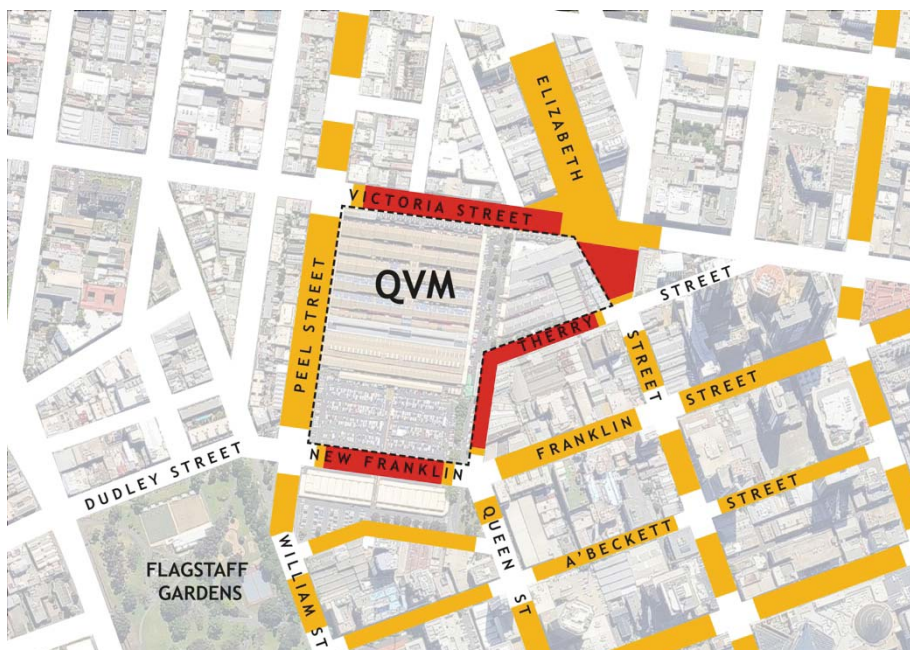 ELIZABETH
VICTORIA STREET
QVM
PEEL STREET
STREET
THERRY
STREET
STREET
FRANKLIN
NEW FRANKLIN
DUDLEY STREET
STREET
QUEEN ST
A'BECKETT
WILLIAM ST
FLAGSTAFF
GARDENS